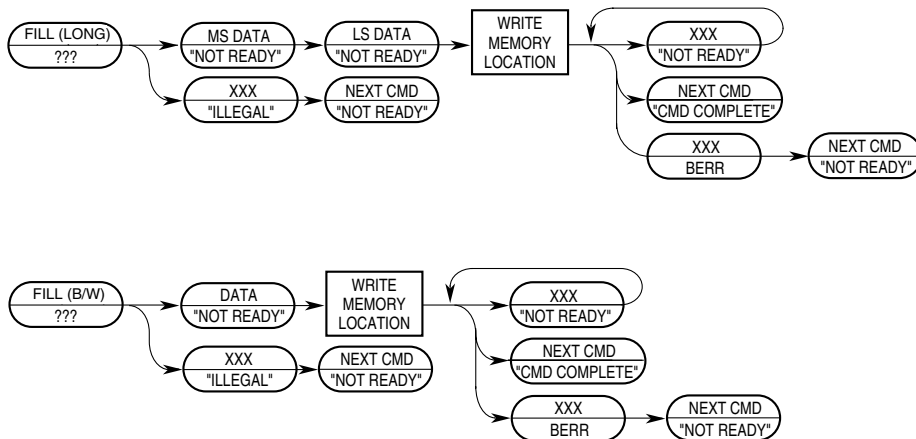 FILL (LONG)
???
MS DATA
"NOT READY"
LS DATA
"NOT READY"
WRITE
MEMORY
LOCATION
XXX
"NOT READY"
XXX
"ILLEGAL"
NEXT CMD
"NOT READY"
NEXT CMD
"CMD COMPLETE"
XXX
BERR
NEXT CMD
"NOT READY"
FILL (B/W)
???
DATA
"NOT READY"
WRITE
MEMORY
LOCATION
XXX
"NOT READY"
XXX
"ILLEGAL"
NEXT CMD
"NOT READY"
NEXT CMD
"CMD COMPLETE"
XXX
BERR
NEXT CMD
"NOT READY"